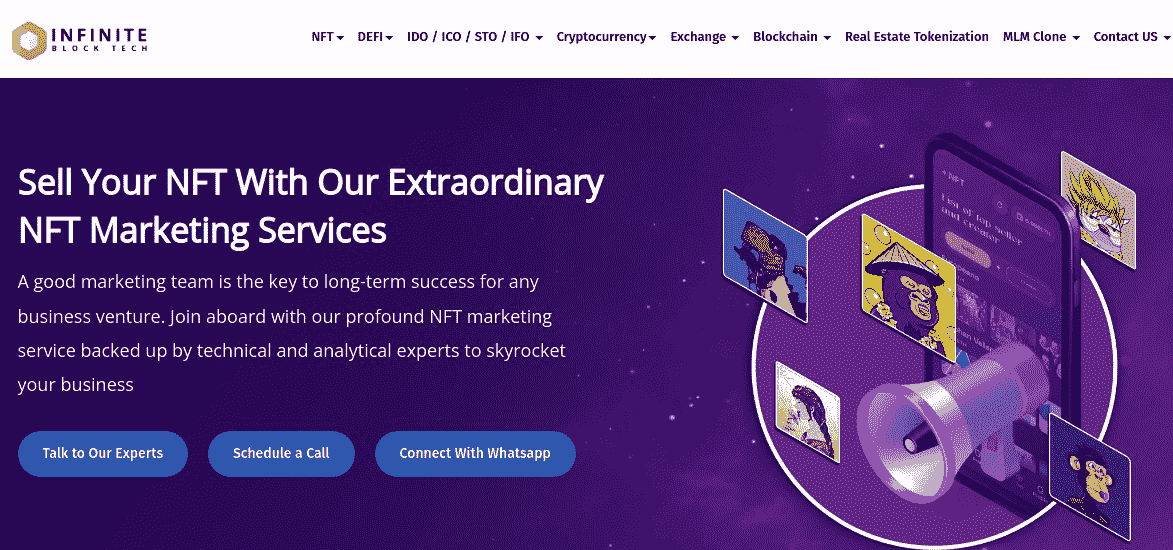 INFINITE
BLOCK TECH
NFT DEFI IDO / ICO / STO / IFO Cryptocurrency Exchange Blockchain Real Estate Tokenization MLM Clone Contact US
Sell Your NFT With Our Extraordinary
NFT Marketing Services
A good marketing team is the key to long-term success for any
business venture. Join aboard with our profound NFT marketing
service backed up by technical and analytical experts to skyrocket
your business
Talk to Our Experts Schedule a Call Connect With Whatsapp
+ NFT
List of top seller
and creator